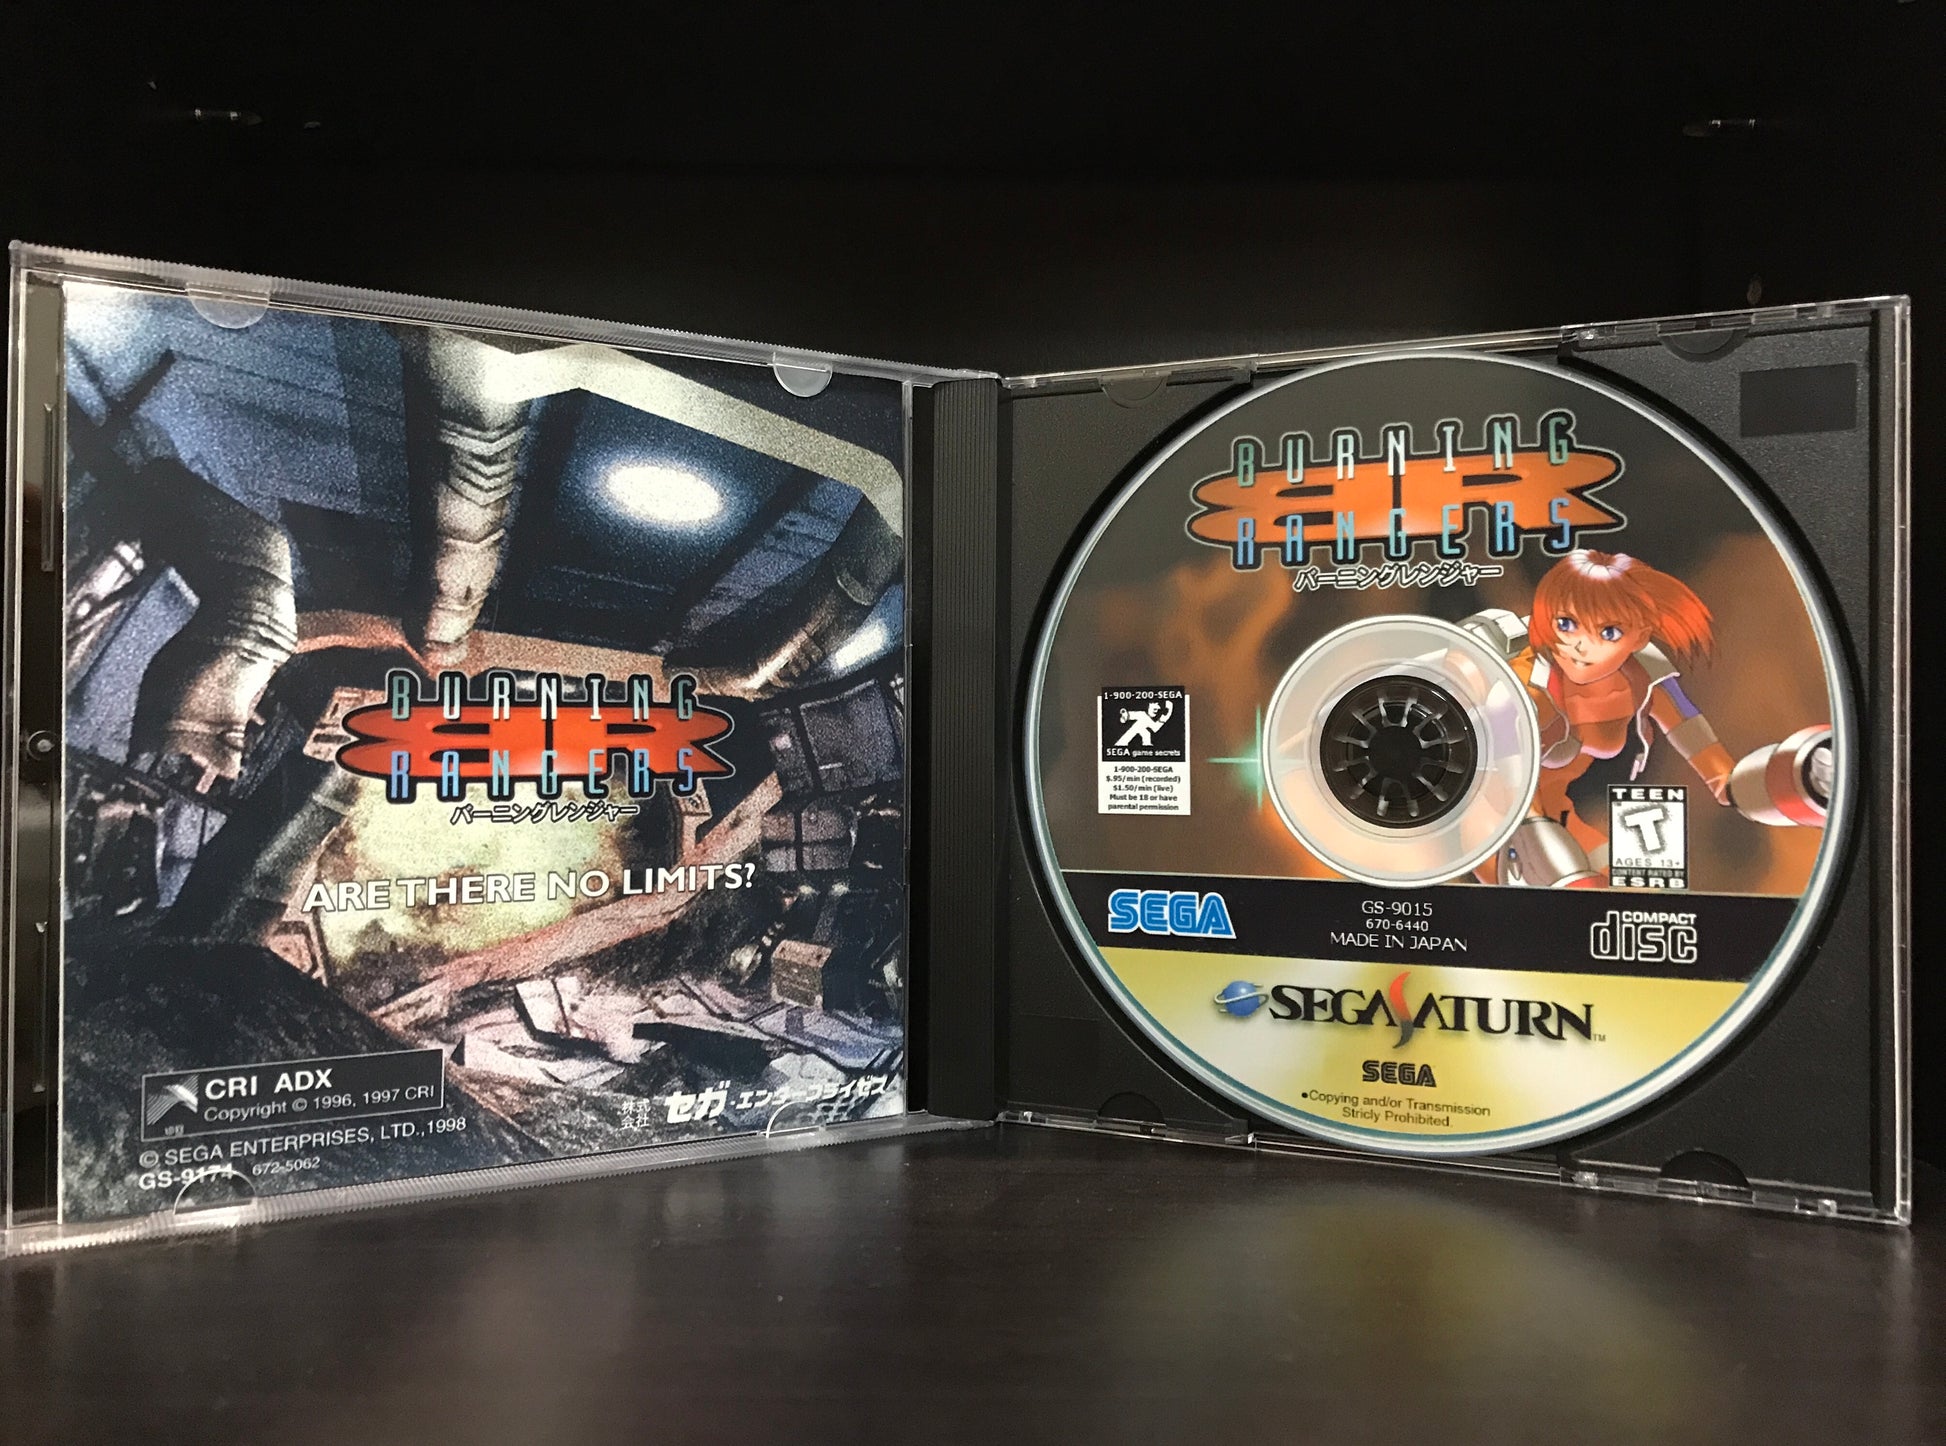 BURNING
RANGERS
バーニングレンジャー
ARE THERE NO LIMITS?
CRI ADX
Copyright © 1996, 1997 CRI
© SEGA ENTERPRISES, LTD.,1998
GS-9174 672-5062
株式会社 セガ・エンタープライゼス
BURNING
RANGERS
バーニングレンジャー
1-900-200-SEGA
SEGA game secrets
1-900-SEGA
$.95/min (recorded)
$1.50/min (live)
Must be 18 or have
parental permission
TEEN
T
AGES 13+
CONTENT RATED BY
ESRB
SEGA
GS-9015
670-6440
MADE IN JAPAN
COMPACT
disc
SEGA SATURN™
SEGA
•Copying and/or Transmission
Stricly Prohibited.